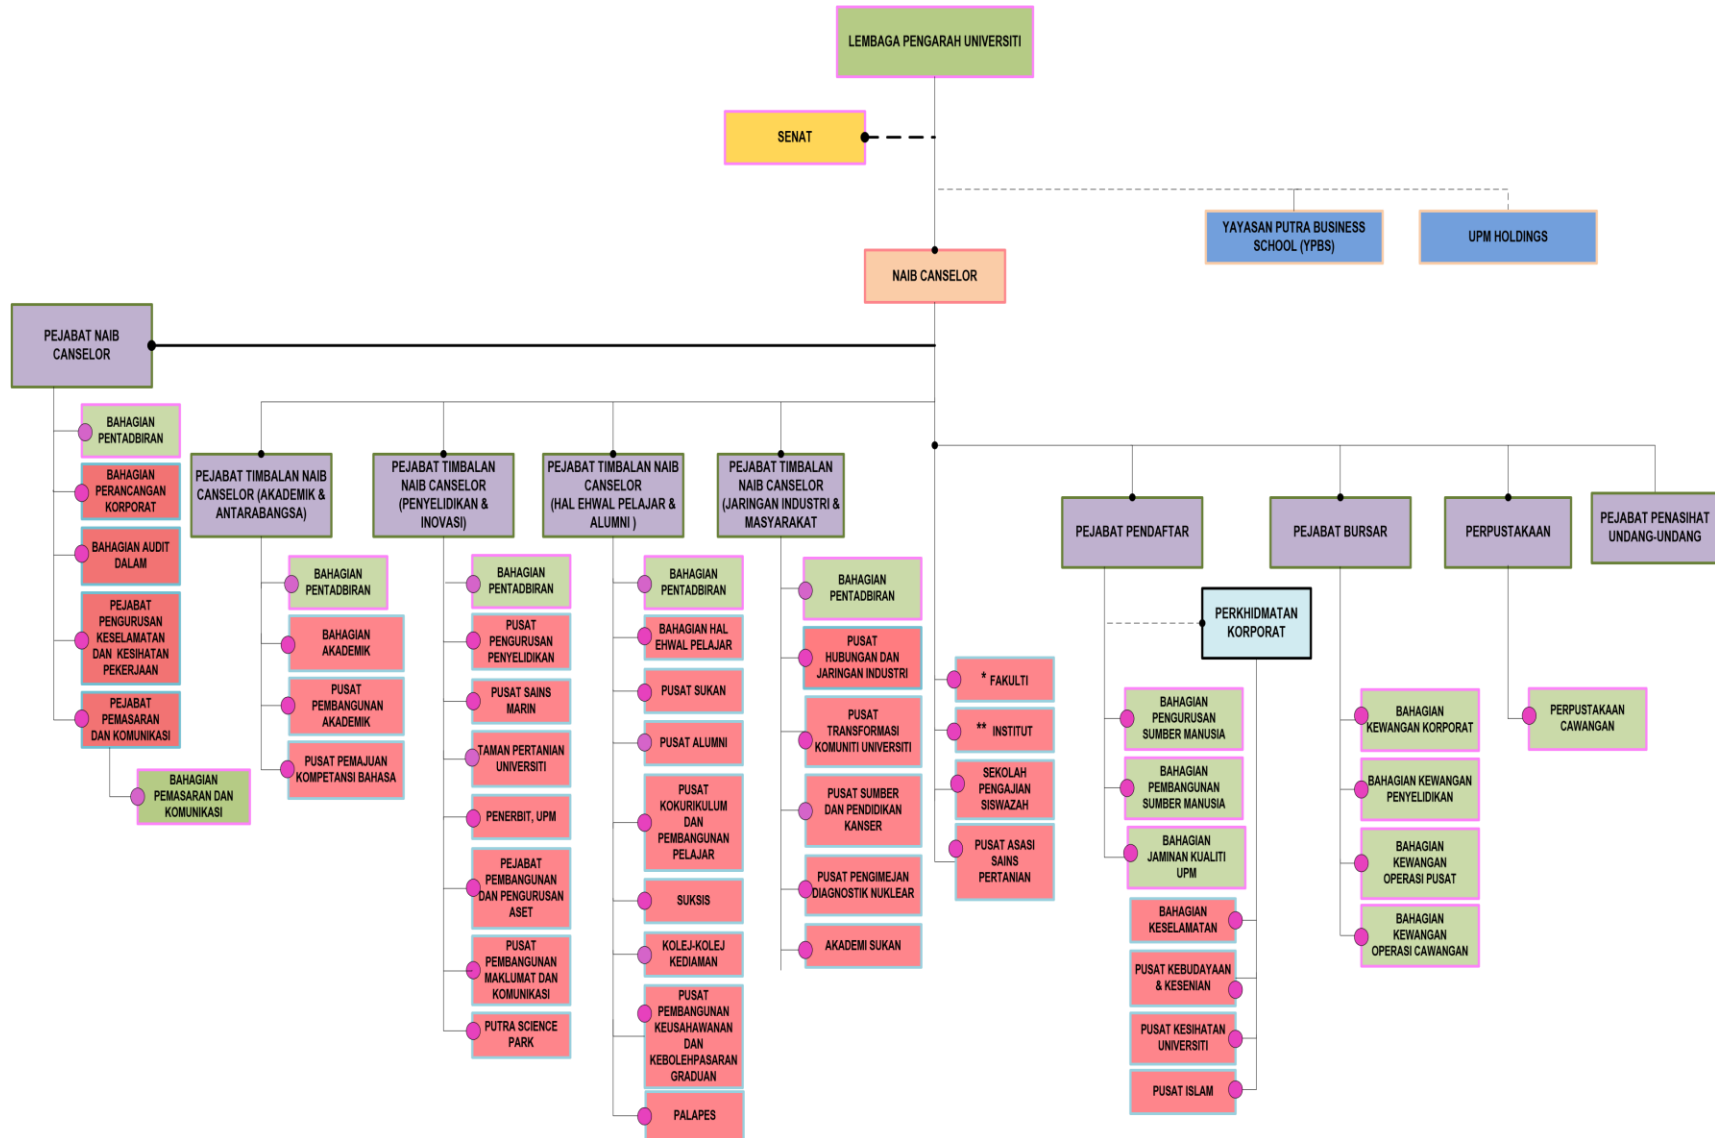 LEMBAGA PENGARAH UNIVERSITI
SENAT
YAYASAN PUTRA BUSINESS
SCHOOL (YPBS)
UPM HOLDINGS
NAIB CANSELOR
PEJABAT NAIB
CANSELOR
BAHAGIAN
PENTADBIRAN
BAHAGIAN
PERANCANGAN
KORPORAT
BAHAGIAN AUDIT
DALAM
PEJABAT
PENGURUSAN
KESELAMATAN
DAN KESIHATAN
PEKERJAAN
PEJABAT
PEMASARAN
DAN KOMUNIKASI
BAHAGIAN
PEMASARAN DAN
KOMUNIKASI
PEJABAT TIMBALAN NAIB
CANSELOR (AKADEMIK &
ANTARABANGSA)
BAHAGIAN
PENTADBIRAN
BAHAGIAN
AKADEMIK
PUSAT
PEMBANGUNAN
AKADEMIK
PUSAT PEMAJUAN
KOMPETANSI BAHASA
PEJABAT TIMBALAN
NAIB CANSELOR
(PENYELIDIKAN &
INOVASI)
BAHAGIAN
PENTADBIRAN
PUSAT
PENGURUSAN
PENYELIDIKAN
PUSAT SAINS
MARIN
TAMAN PERTANIAN
UNIVERSITI
PENERBIT, UPM
PEJABAT
PEMBANGUNAN
DAN PENGURUSAN
ASET
PUSAT
PEMBANGUNAN
MAKLUMAT DAN
KOMUNIKASI
PUTRA SCIENCE
PARK
PEJABAT TIMBALAN NAIB
CANSELOR
(HAL EHWAL PELAJAR &
ALUMNI )
BAHAGIAN
PENTADBIRAN
BAHAGIAN HAL
EHWAL PELAJAR
PUSAT SUKAN
PUSAT ALUMNI
PUSAT
KOKURIKULUM
DAN
PEMBANGUNAN
PELAJAR
SUKSIS
KOLEJ-KOLEJ
KEDIAMAN
PUSAT
PEMBANGUNAN
KEUSAHAWANAN
DAN
KEBOLEHPASARAN
GRADUAN
PALAPES
PEJABAT TIMBALAN
NAIB CANSELOR
(JARINGAN INDUSTRI &
MASYARAKAT
BAHAGIAN
PENTADBIRAN
PUSAT
HUBUNGAN DAN
JARINGAN INDUSTRI
PUSAT
TRANSFORMASI
KOMUNITI UNIVERSITI
PUSAT SUMBER
DAN PENDIDIKAN
KANSER
PUSAT PENGIMEJAN
DIAGNOSTIK NUKLEAR
AKADEMI SUKAN
* FAKULTI
** INSTITUT
SEKOLAH
PENGAJIAN
SISWAZAH
PUSAT ASASI
SAINS
PERTANIAN
PEJABAT PENDAFTAR
PERKHIDMATAN
KORPORAT
BAHAGIAN
PENGURUSAN
SUMBER MANUSIA
BAHAGIAN
PEMBANGUNAN
SUMBER MANUSIA
BAHAGIAN
JAMINAN KUALITI
UPM
BAHAGIAN
KESELAMATAN
PUSAT KEBUDAYAAN
& KESENIAN
PUSAT KESIHATAN
UNIVERSITI
PUSAT ISLAM
PEJABAT BURSAR
BAHAGIAN
KEWANGAN KORPORAT
BAHAGIAN KEWANGAN
PENYELIDIKAN
BAHAGIAN
KEWANGAN
OPERASI PUSAT
BAHAGIAN
KEWANGAN
OPERASI CAWANGAN
PERPUSTAKAAN
PERPUSTAKAAN
CAWANGAN
PEJABAT PENASIHAT
UNDANG-UNDANG